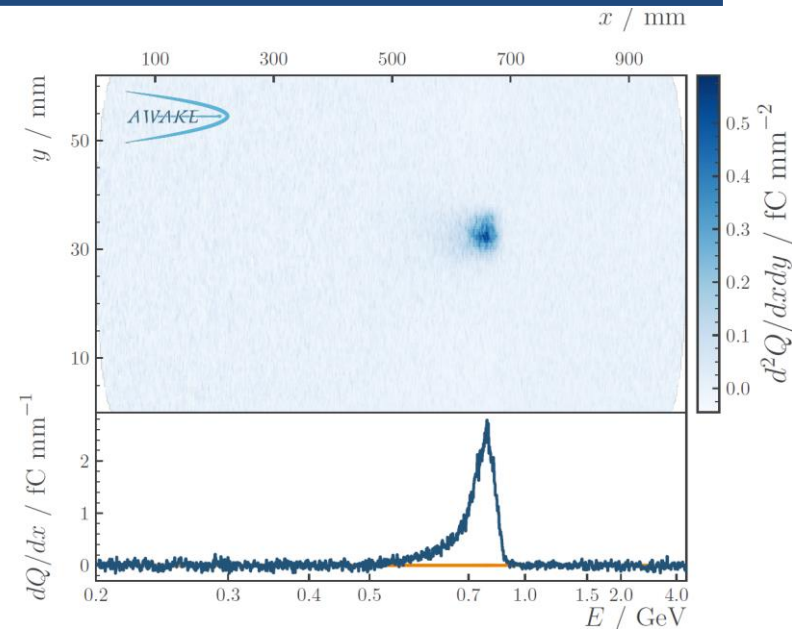 x / mm
100 300 500 700 900
y / mm
50
30
10
AWAKE
0.5
0.4
0.3
0.2
0.1
0.0
d²Q/dxdy / fC mm⁻²
dQ/dx / fC mm⁻¹
2
1
0
0.2 0.3 0.4 0.5 0.7 1.0 1.5 2.0 4.0
E / GeV